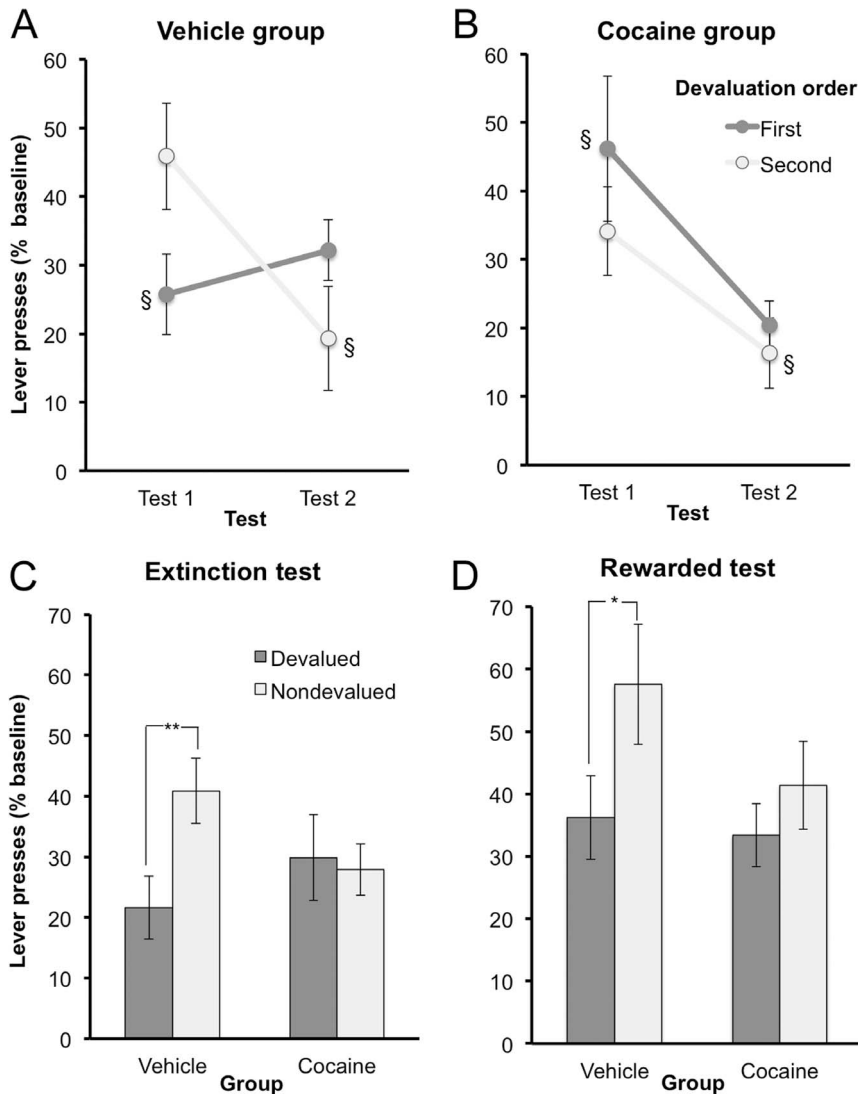 A
Vehicle group
Lever presses (% baseline)
60
50
40
30
20
10
0
§
§
Test 1
Test 2
Test
B
Cocaine group
Devaluation order
First
Second
60
50
40
30
20
10
0
§
§
Test 1
Test 2
Test
C
Extinction test
Lever presses (% baseline)
70
60
50
40
30
20
10
0
Devalued
Nondevalued
**
Vehicle
Cocaine
Group
D
Rewarded test
70
60
50
40
30
20
10
0
*
Vehicle
Cocaine
Group